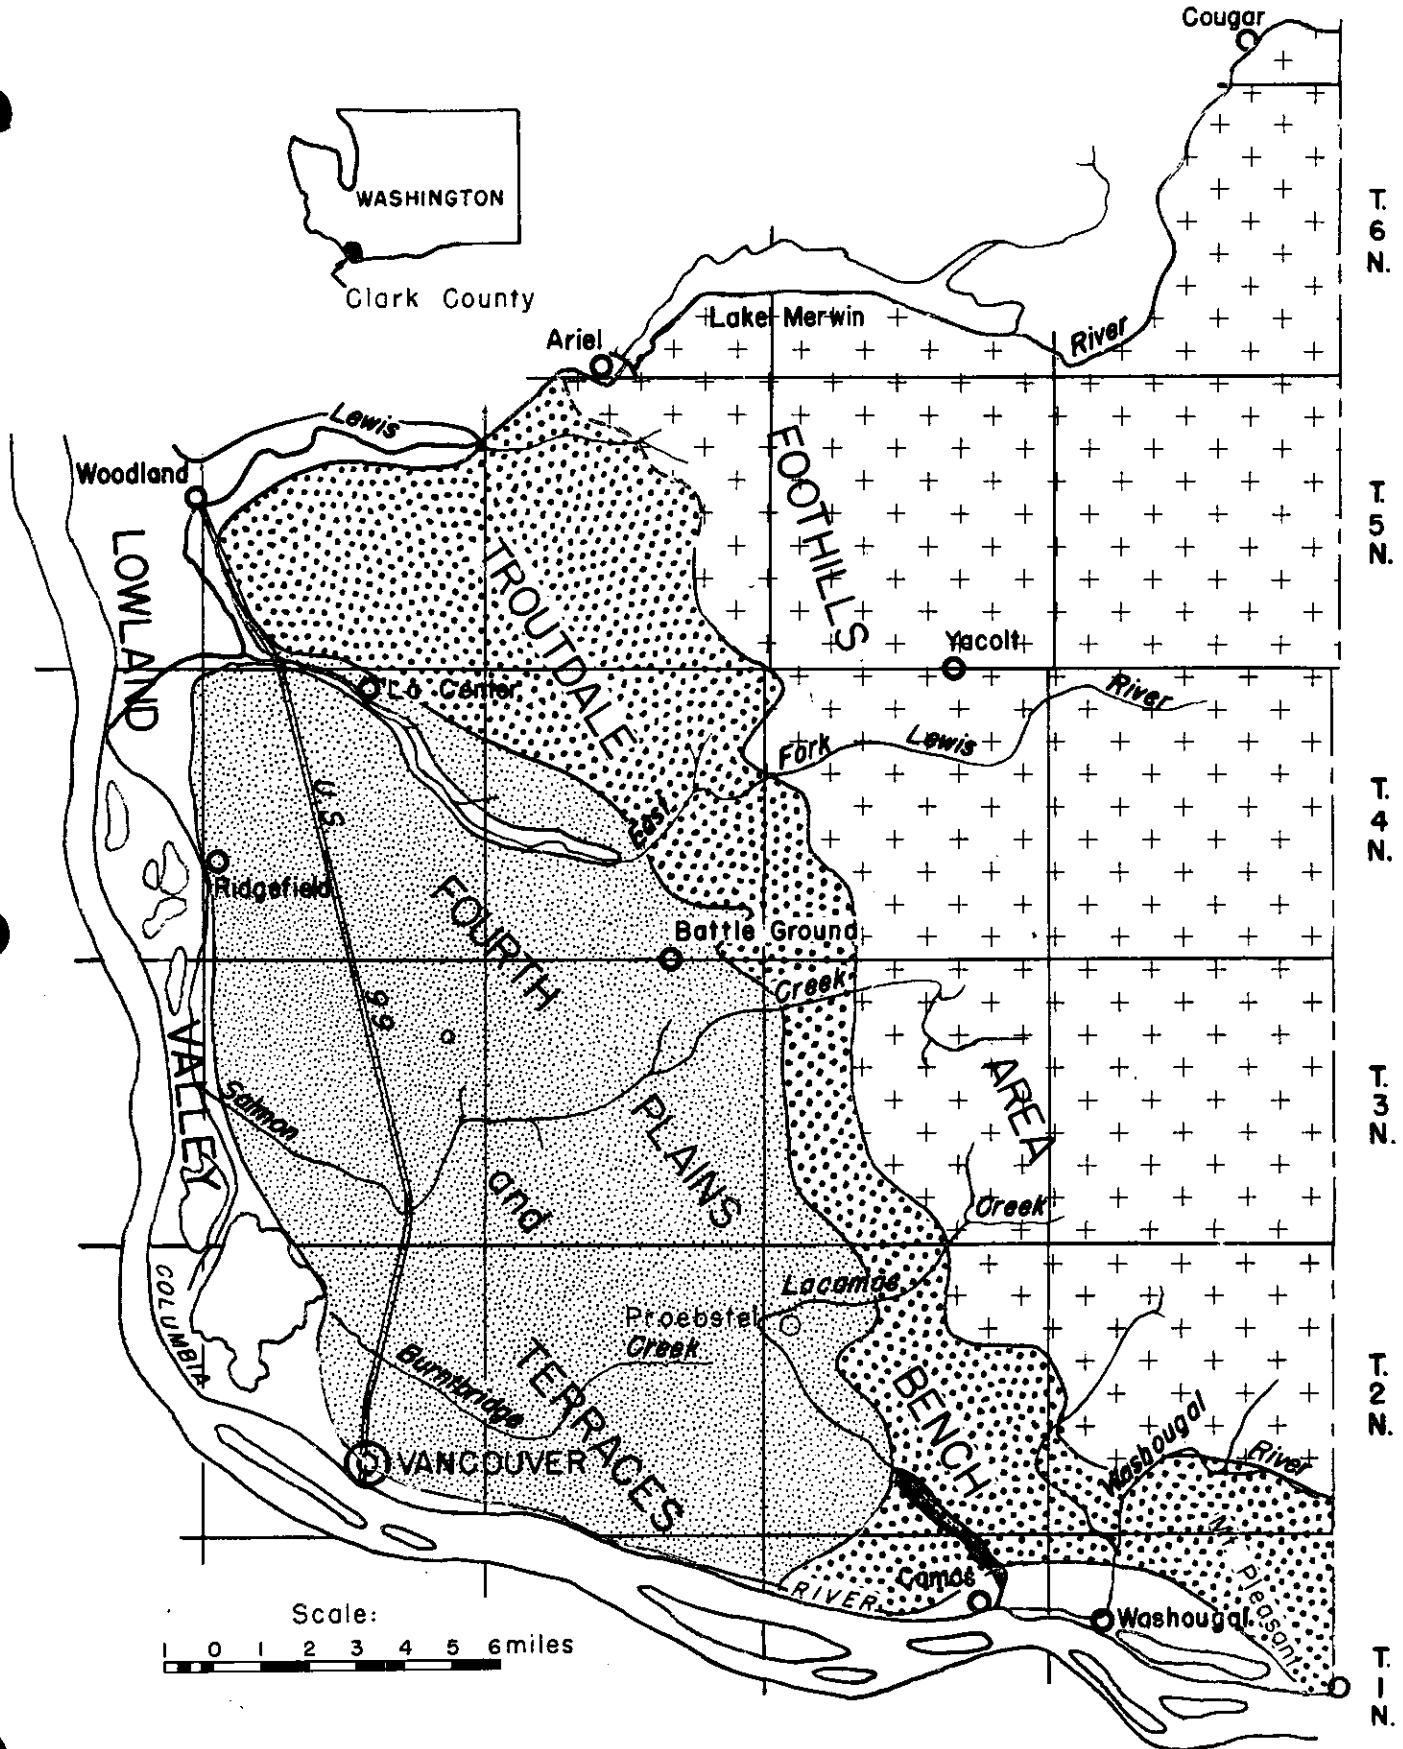 Cougar
WASHINGTON
Clark County
T.
6
N.
Lake Merwin
River
Ariel
Lewis
Woodland
FOOTHILLS
T.
5
N.
LOWLAND
TROUTDALE
Yacolt
La Center
River
Fork
Lewis
U.S.
East
T.
4
N.
Ridgefield
FOURTH
Battle Ground
Creek
99
VALLEY
AREA
Salmon
PLAINS
T.
3
N.
and
Creek
Lacamas
COLUMBIA
Proebstel
Creek
Burntbridge
TERRACES
BENCH
T.
2
N.
Washougal
River
VANCOUVER
Mt. Pleasant
RIVER
Camas
Washougal
Scale:
1 0 1 2 3 4 5 6 miles
T.
1
N.